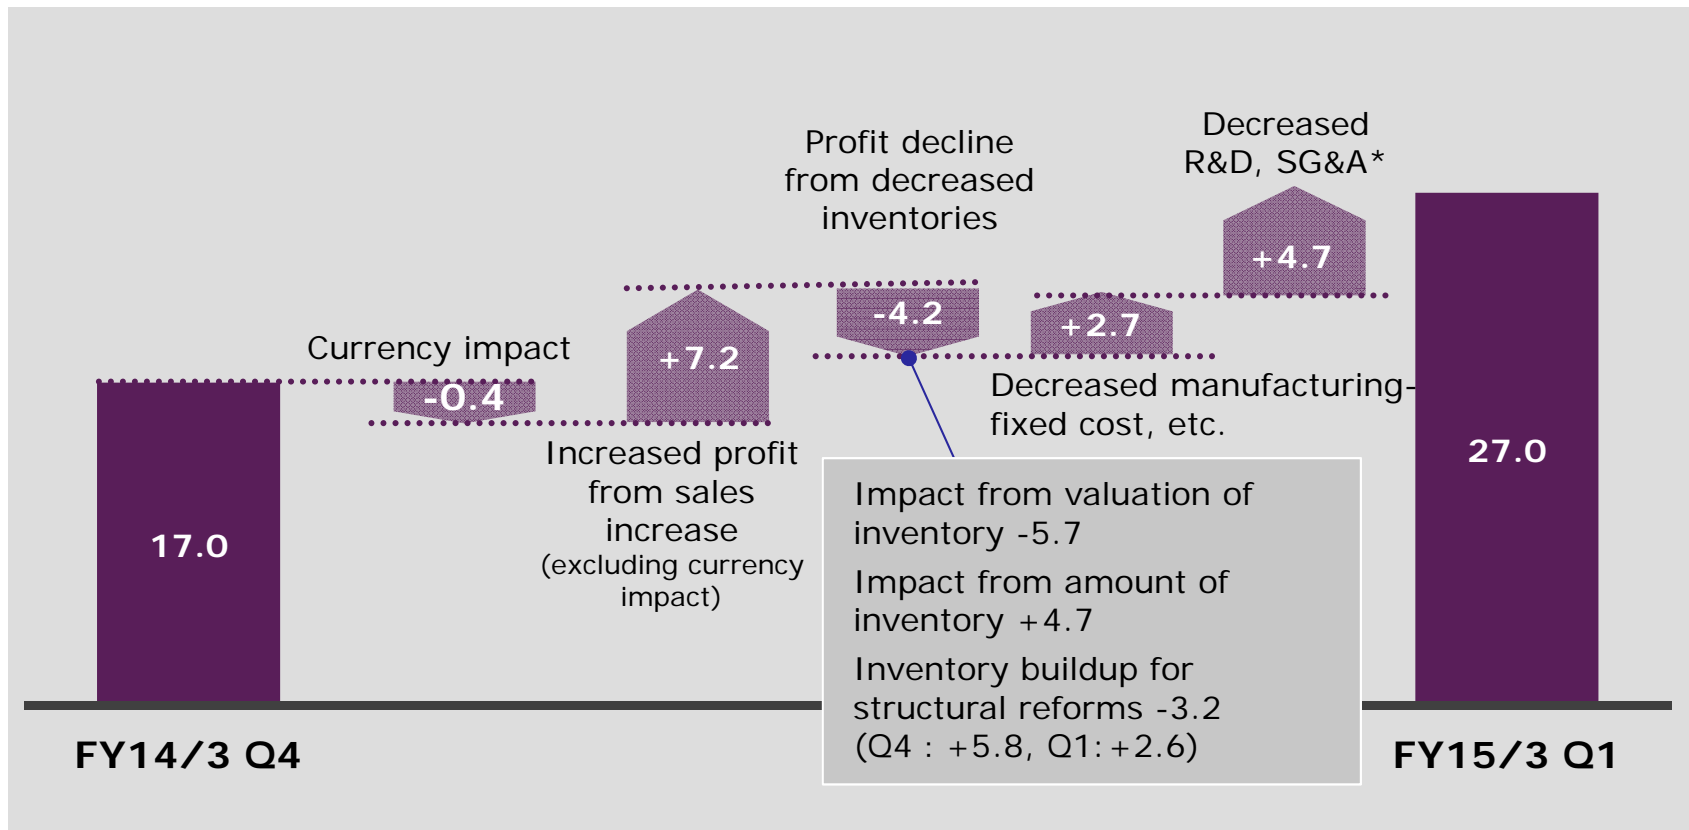 Decreased
R&D, SG&A*
Profit decline
from decreased
inventories
+4.7
-4.2
+2.7
Currency impact
+7.2
-0.4
Decreased manufacturing-
fixed cost, etc.
Increased profit
from sales
increase
(excluding currency
impact)
17.0
27.0
Impact from valuation of
inventory -5.7
Impact from amount of
inventory +4.7
Inventory buildup for
structural reforms -3.2
(Q4 : +5.8, Q1: +2.6)
FY14/3 Q4
FY15/3 Q1